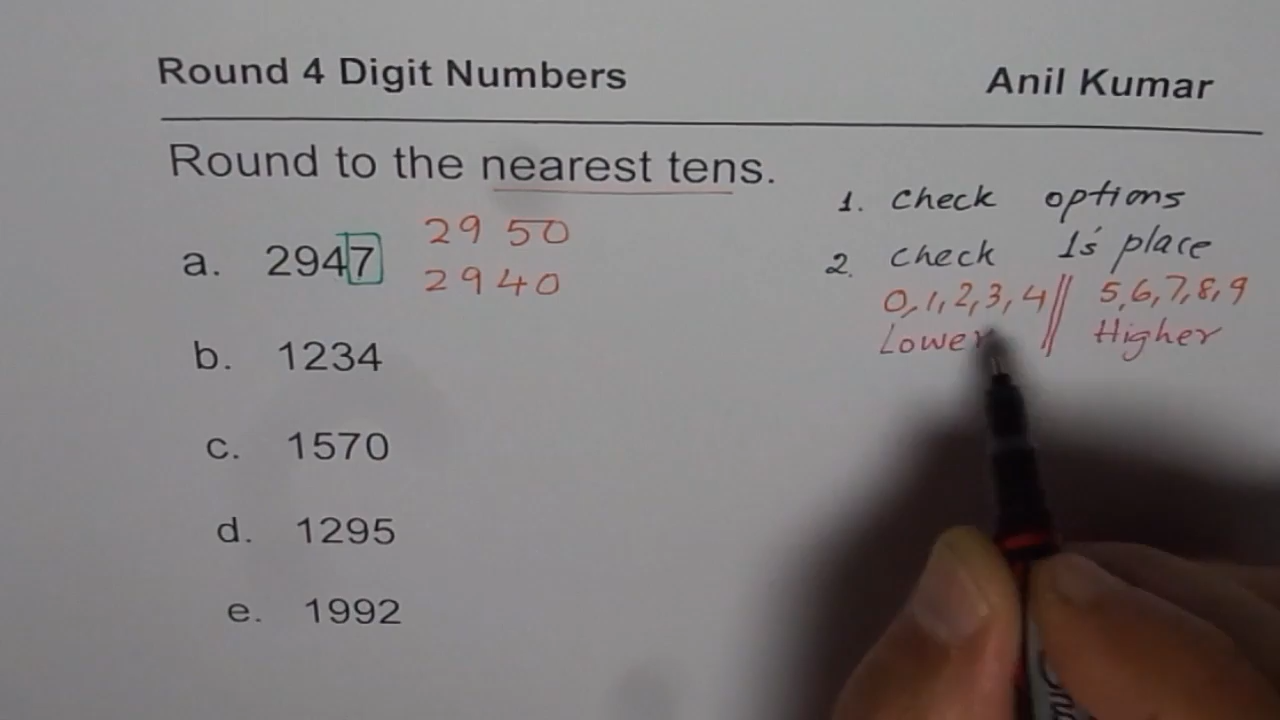 Round 4 Digit Numbers Anil Kumar
Round to the nearest tens.
a. 2947 2950
2940
b. 1234
c. 1570
d. 1295
e. 1992
1. check options
2. check 1's place
0,1,2,3,4 || 5,6,7,8,9
Lower || Higher